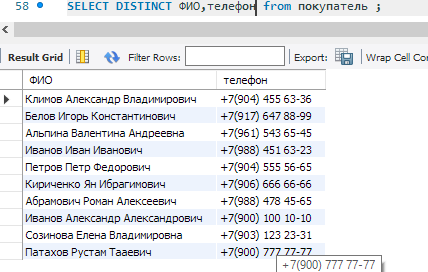 58 SELECT DISTINCT ФИО,телефон from покупатель ;
Result Grid Filter Rows: Export: Wrap Cell Con
ФИО телефон
Климов Александр Владимирович +7(904) 455 63-36
Белов Игорь Константинович +7(917) 647 88-99
Альпина Валентина Андреевна +7(961) 543 65-45
Иванов Иван Иванович +7(988) 451 63-23
Петров Петр Федорович +7(904) 555 56-65
Кириченко Ян Ибрагимович +7(906) 666 66-66
Абрамович Роман Алексеевич +7(988) 478 45-65
Иванов Александр Александрович +7(900) 100 10-10
Созинова Елена Владимировна +7(903) 123 23-31
Патахов Рустам Тааевич +7(900) 777 77-77
+7(900) 777 77-77